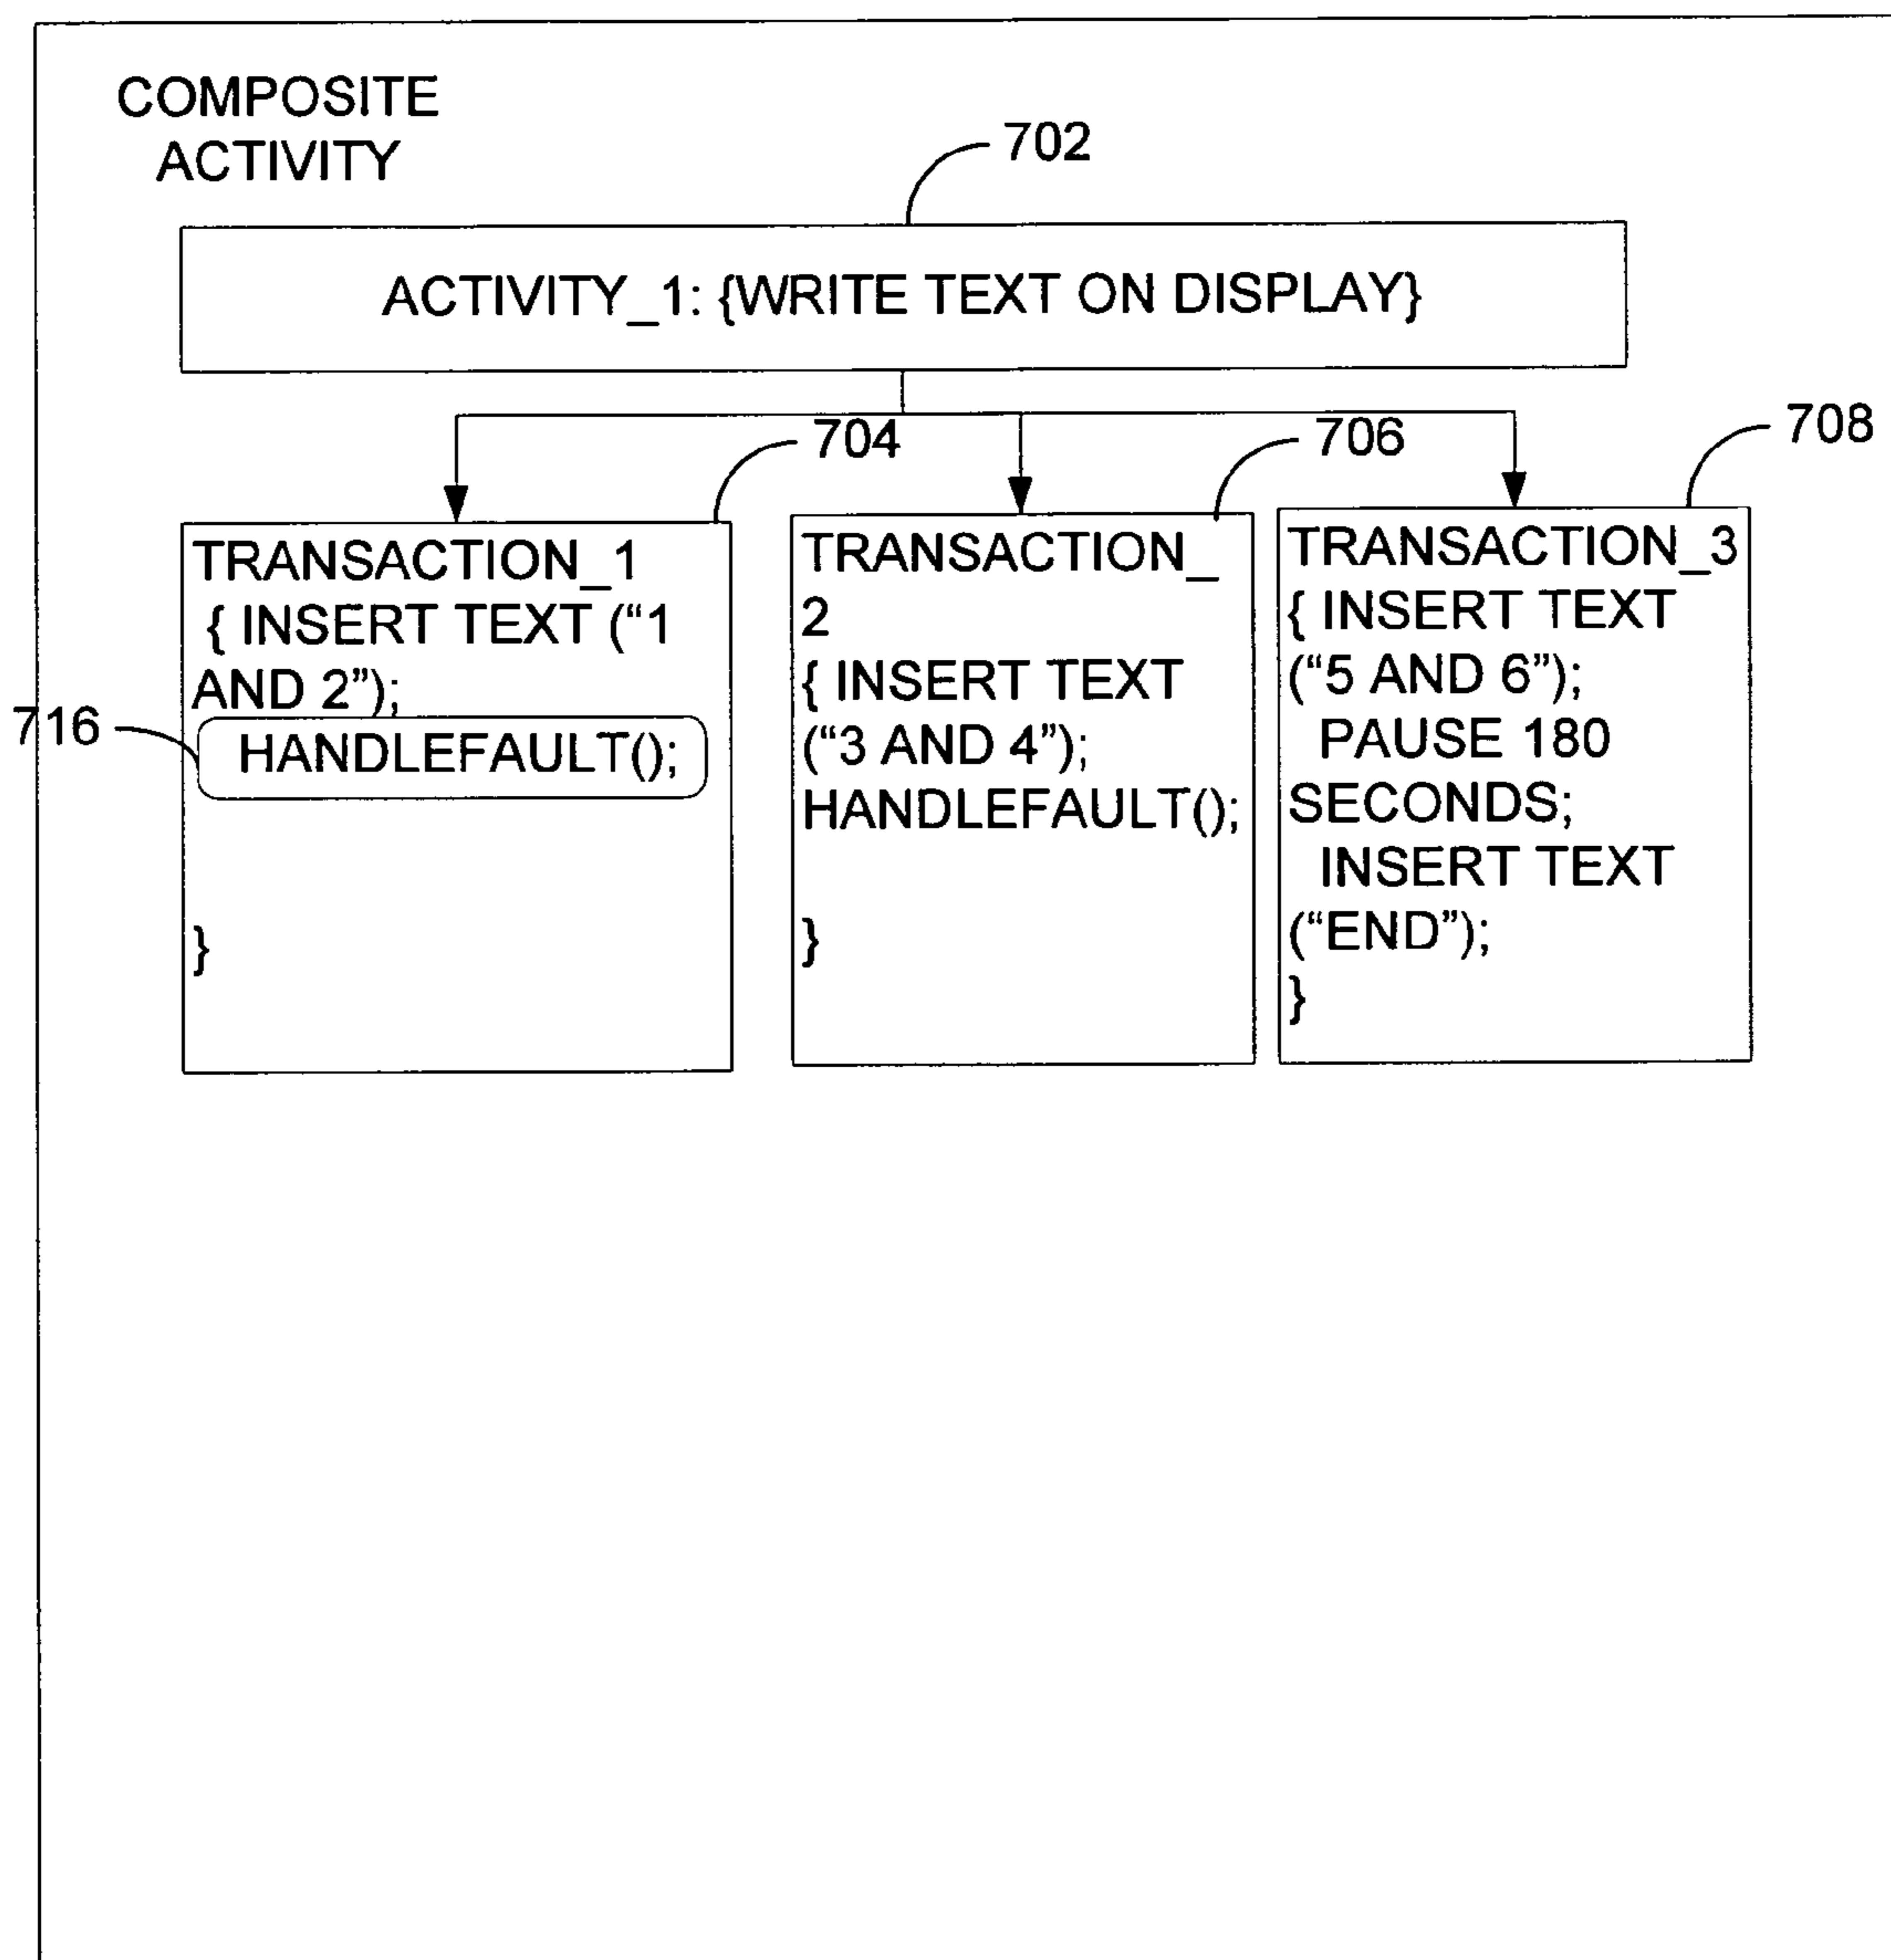 COMPOSITE
ACTIVITY
702
ACTIVITY_1: {WRITE TEXT ON DISPLAY}
704
706
708
TRANSACTION_1
{ INSERT TEXT (“1
AND 2”);
716
HANDLEFAULT();
}
TRANSACTION_
2
{ INSERT TEXT
(“3 AND 4”);
HANDLEFAULT();
}
TRANSACTION_3
{ INSERT TEXT
(“5 AND 6”);
PAUSE 180
SECONDS;
INSERT TEXT
(“END”);
}